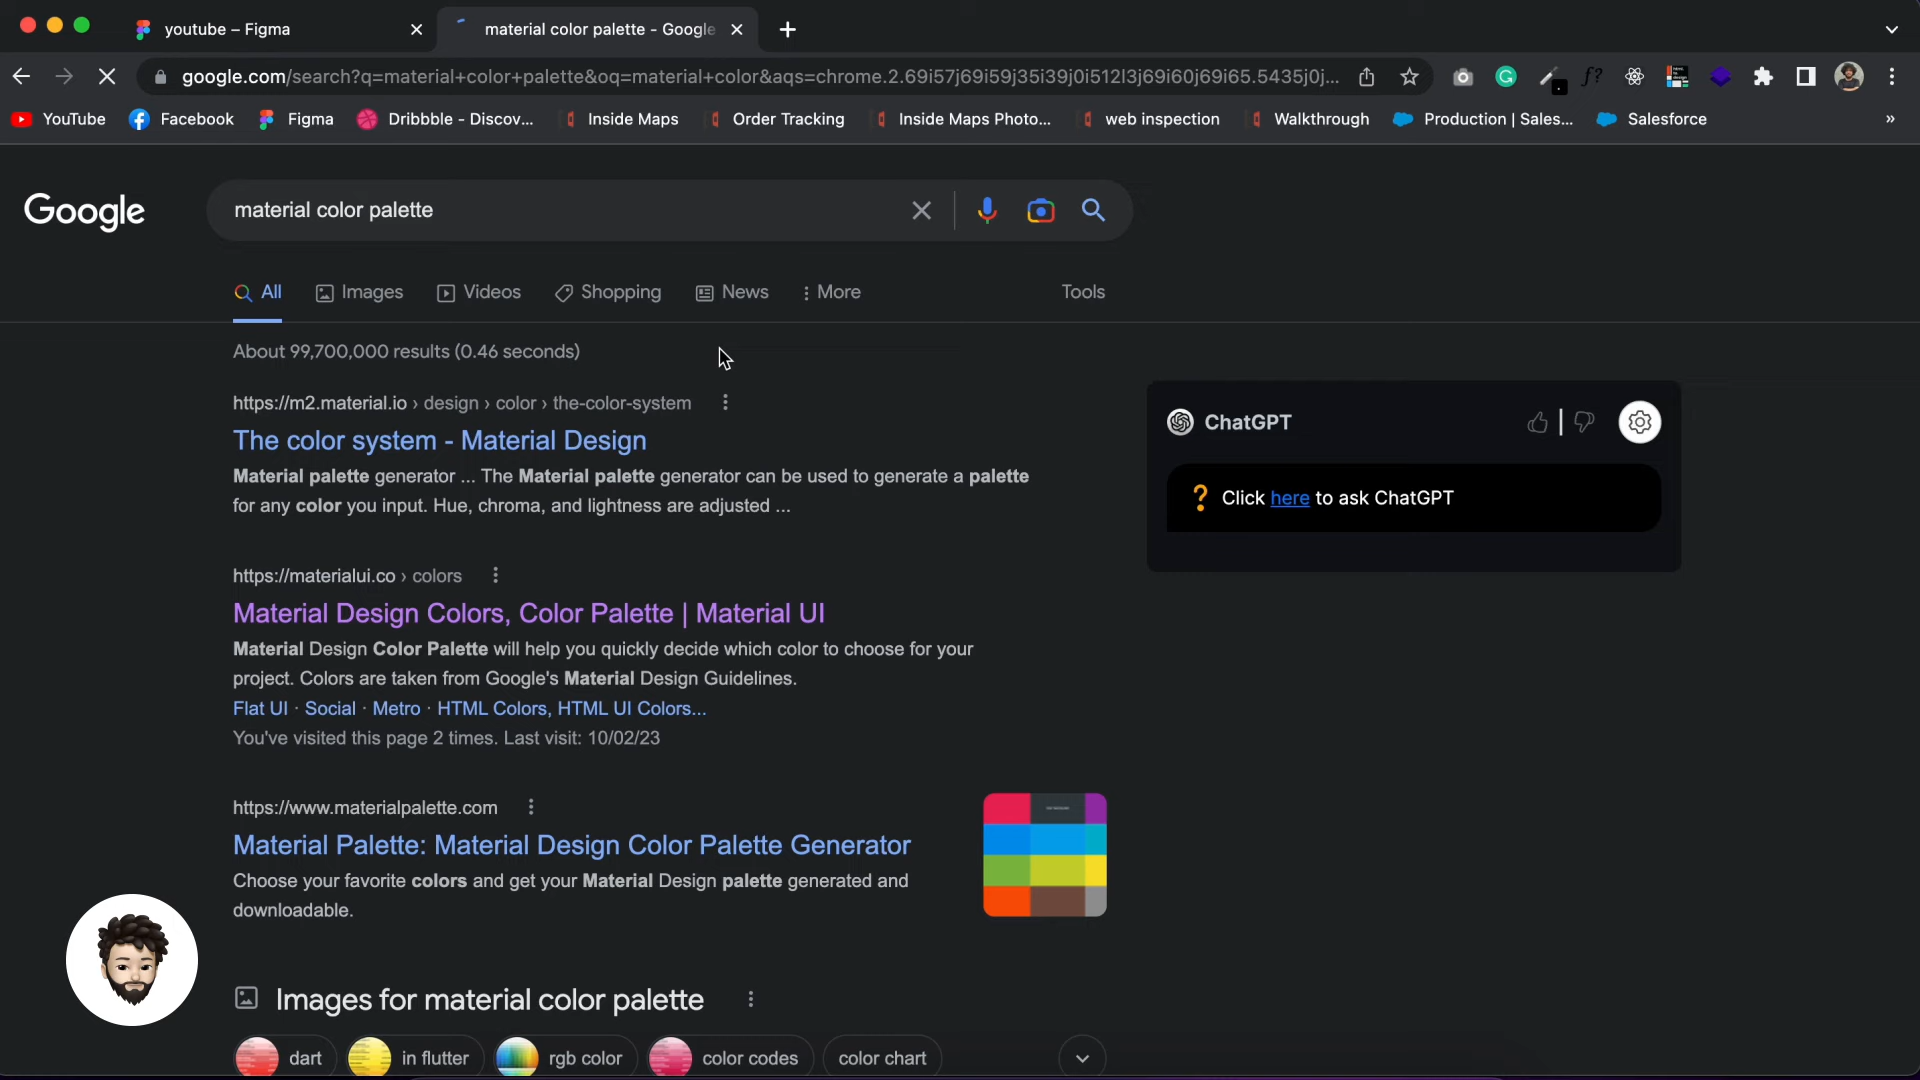 youtube – Figma
material color palette - Google
google.com/search?q=material+color+palette&oq=material+color&aqs=chrome.2.69i57j69i59j35i39j0i512l3j69i60j69i65.5435j0j...
YouTube Facebook Figma Dribbble - Discov... Inside Maps Order Tracking Inside Maps Photo... web inspection Walkthrough Production | Sales... Salesforce »
Google
material color palette
All Images Videos Shopping News More Tools
About 99,700,000 results (0.46 seconds)
https://m2.material.io › design › color › the-color-system
The color system - Material Design
Material palette generator ... The Material palette generator can be used to generate a palette
for any color you input. Hue, chroma, and lightness are adjusted ...
ChatGPT
? Click here to ask ChatGPT
https://materialui.co › colors
Material Design Colors, Color Palette | Material UI
Material Design Color Palette will help you quickly decide which color to choose for your
project. Colors are taken from Google's Material Design Guidelines.
Flat UI · Social · Metro · HTML Colors, HTML UI Colors...
You've visited this page 2 times. Last visit: 10/02/23
https://www.materialpalette.com
Material Palette: Material Design Color Palette Generator
Choose your favorite colors and get your Material Design palette generated and
downloadable.
Images for material color palette
dart in flutter rgb color color codes color chart